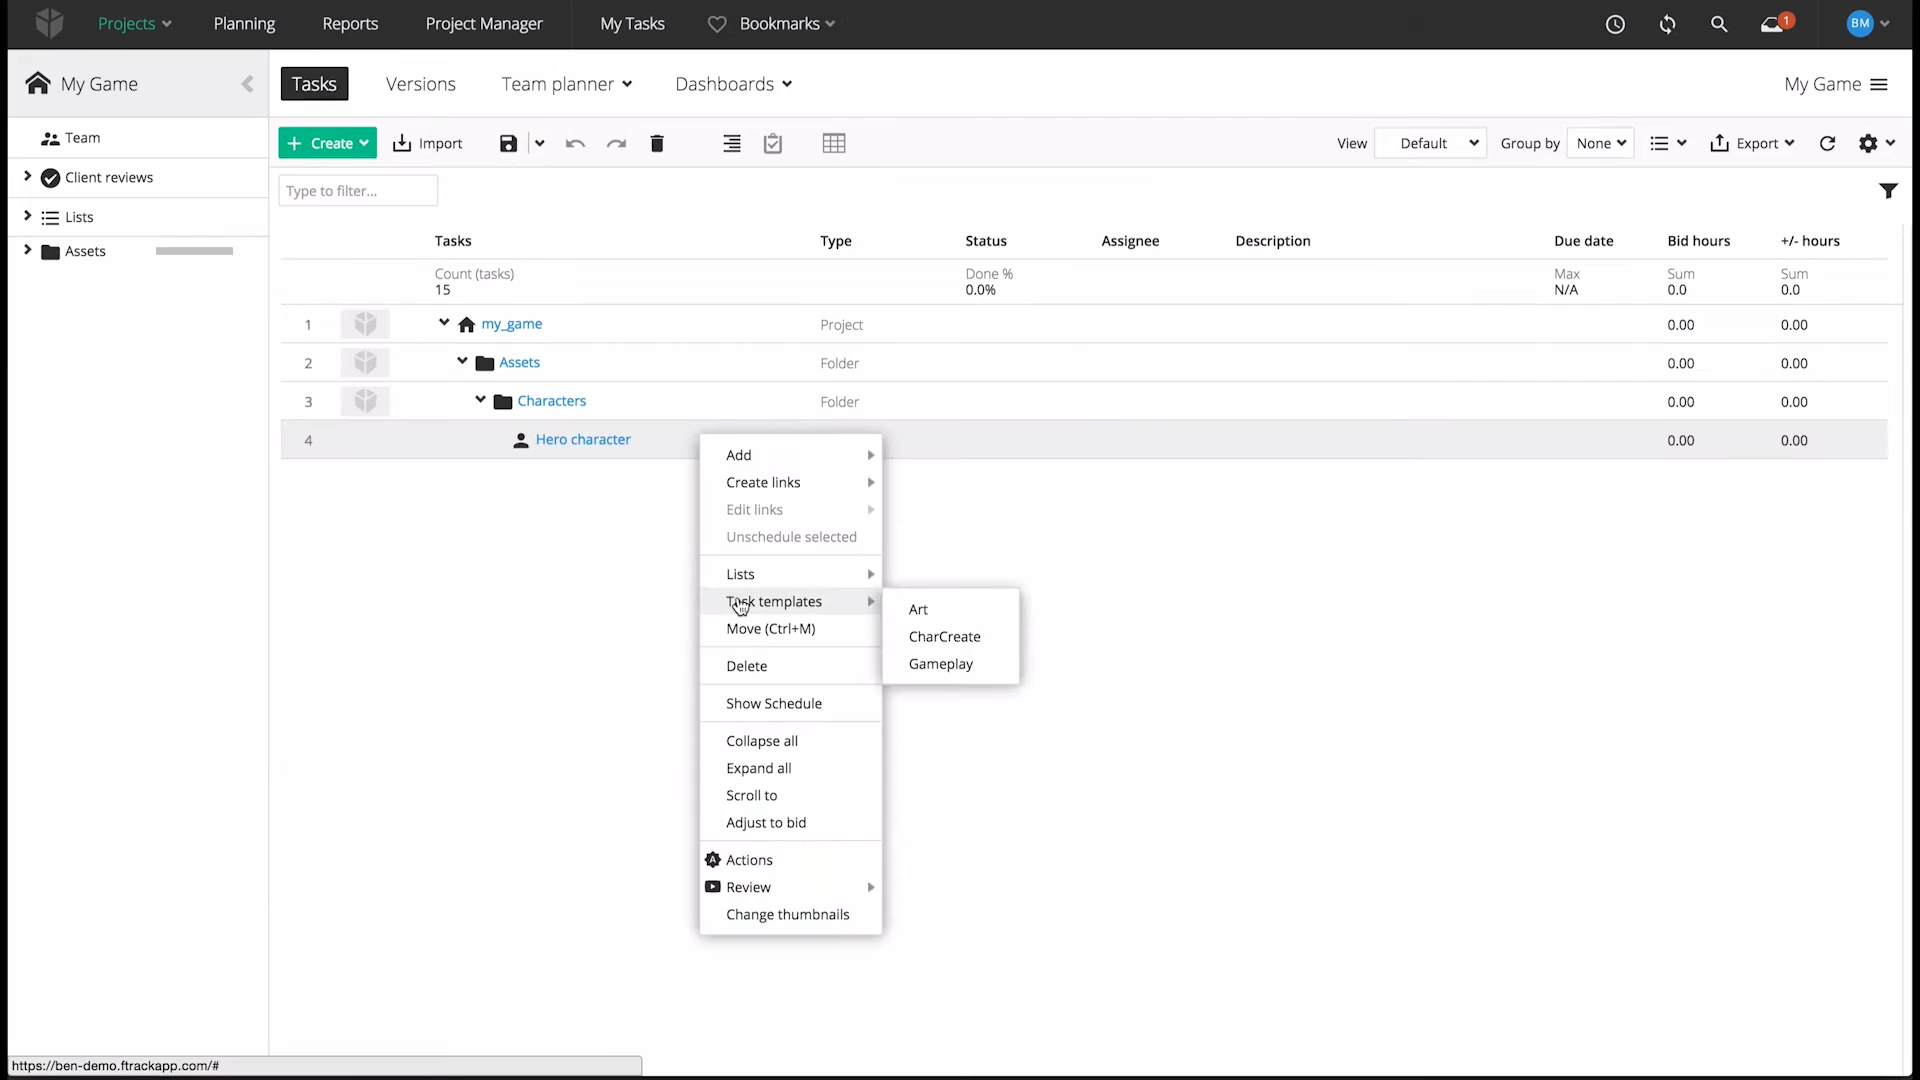 Projects Planning Reports Project Manager My Tasks Bookmarks 1 BM
My Game Tasks Versions Team planner Dashboards My Game
Team
Client reviews
Lists
Assets
+ Create Import View Default Group by None Export
Type to filter...
Tasks Type Status Assignee Description Due date Bid hours +/- hours
Count (tasks) Done % Max Sum Sum
15 0.0% N/A 0.0 0.0
1 my_game Project 0.00 0.00
2 Assets Folder 0.00 0.00
3 Characters Folder 0.00 0.00
4 Hero character 0.00 0.00
Add
Create links
Edit links
Unschedule selected
Lists
Task templates
Move (Ctrl+M)
Delete
Show Schedule
Collapse all
Expand all
Scroll to
Adjust to bid
Actions
Review
Change thumbnails
Art
CharCreate
Gameplay
https://ben-demo.ftrackapp.com/#